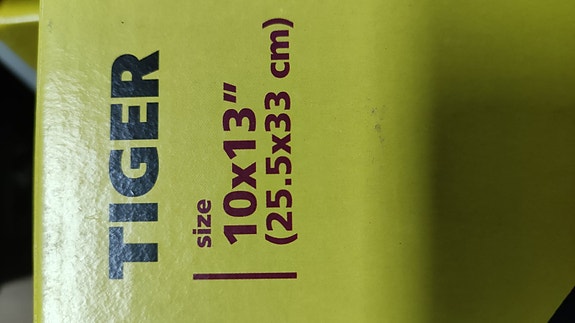 TIGER
size
10x13”
(25.5x33 cm)